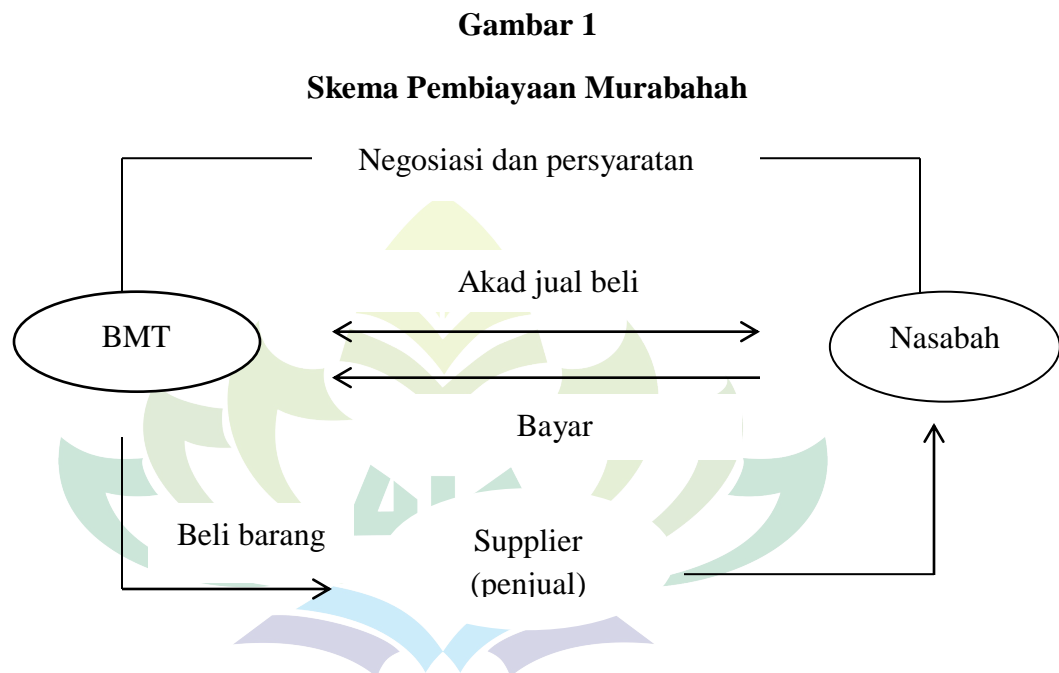 Gambar 1
Skema Pembiayaan Murabahah
Negosiasi dan persyaratan
Akad jual beli
BMT
Nasabah
Bayar
Beli barang
Supplier
(penjual)